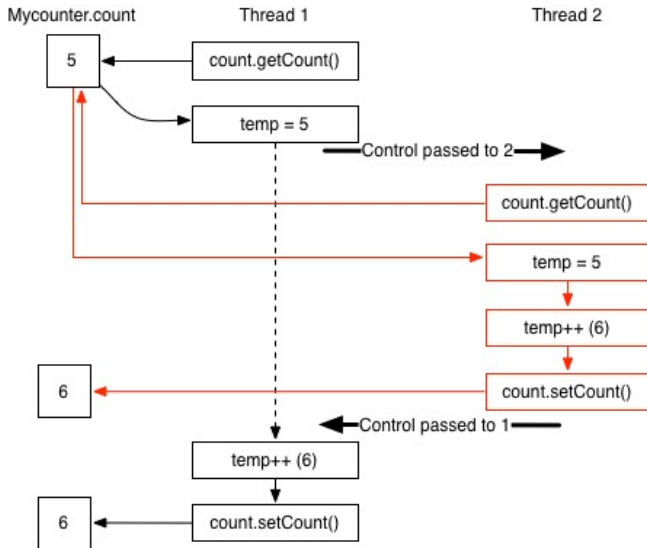 Mycounter.count
Thread 1
Thread 2
5
count.getCount()
temp = 5
Control passed to 2
count.getCount()
temp = 5
temp++ (6)
6
count.setCount()
Control passed to 1
temp++ (6)
6
count.setCount()